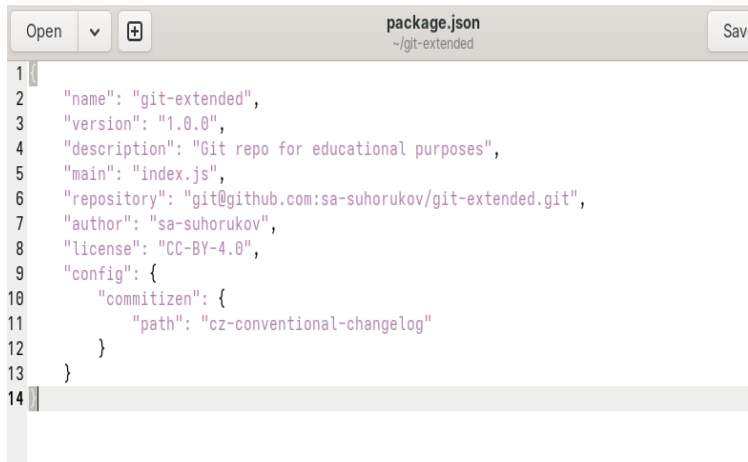 Open
package.json
~/git-extended
Sav
1 {
2     "name": "git-extended",
3     "version": "1.0.0",
4     "description": "Git repo for educational purposes",
5     "main": "index.js",
6     "repository": "git@github.com:sa-suhorukov/git-extended.git",
7     "author": "sa-suhorukov",
8     "license": "CC-BY-4.0",
9     "config": {
10         "commitizen": {
11             "path": "cz-conventional-changelog"
12         }
13     }
14 }